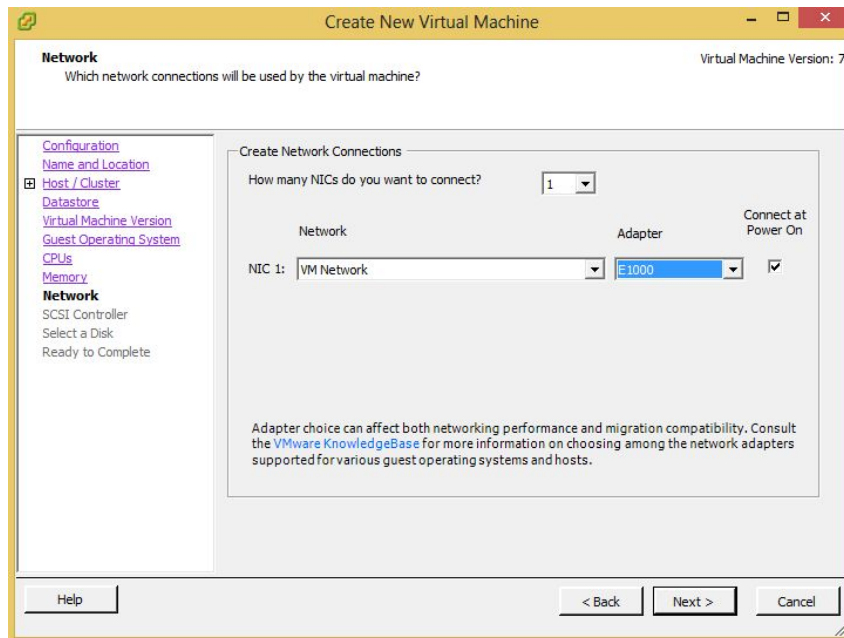 Create New Virtual Machine
Network
Which network connections will be used by the virtual machine?
Virtual Machine Version: 7
Configuration
Name and Location
Host / Cluster
Datastore
Virtual Machine Version
Guest Operating System
CPUs
Memory
Network
SCSI Controller
Select a Disk
Ready to Complete
Create Network Connections
How many NICs do you want to connect? 1
Network Adapter Connect at
Power On
NIC 1: VM Network E1000
Adapter choice can affect both networking performance and migration compatibility. Consult
the VMware KnowledgeBase for more information on choosing among the network adapters
supported for various guest operating systems and hosts.
Help < Back Next > Cancel